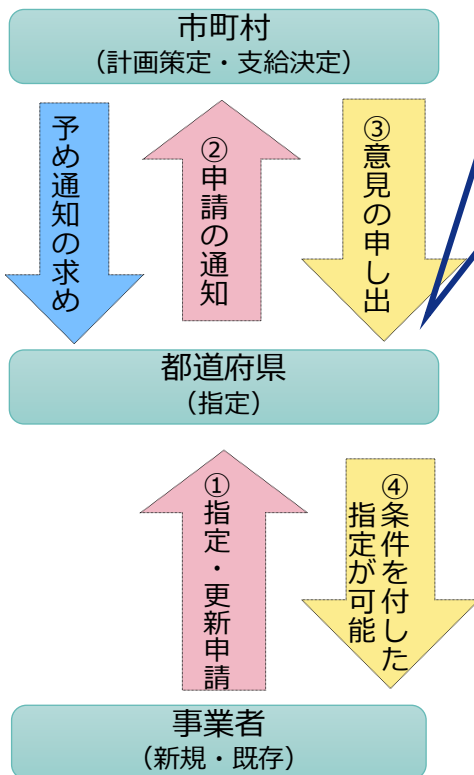 市町村
（計画策定・支給決定）
予め通知の求め
②申請の通知
③意見の申し出
都道府県
（指定）
①指定・更新申請
④条件を付した
指定が可能
事業者
（新規・既存）